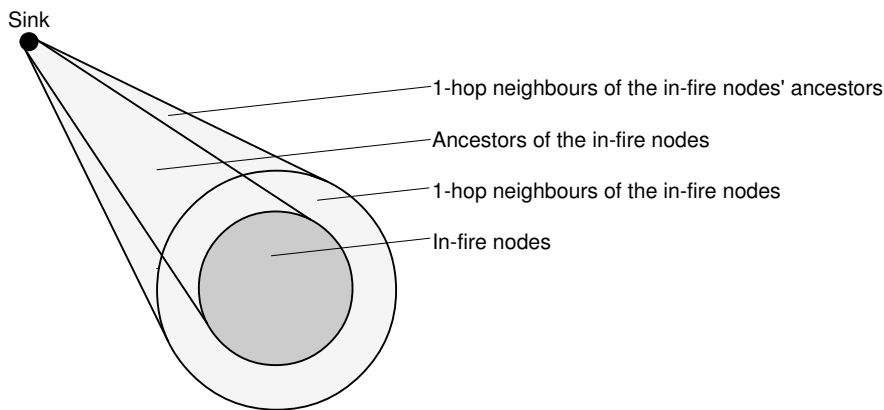 Sink
1-hop neighbours of the in-fire nodes' ancestors
Ancestors of the in-fire nodes
1-hop neighbours of the in-fire nodes
In-fire nodes